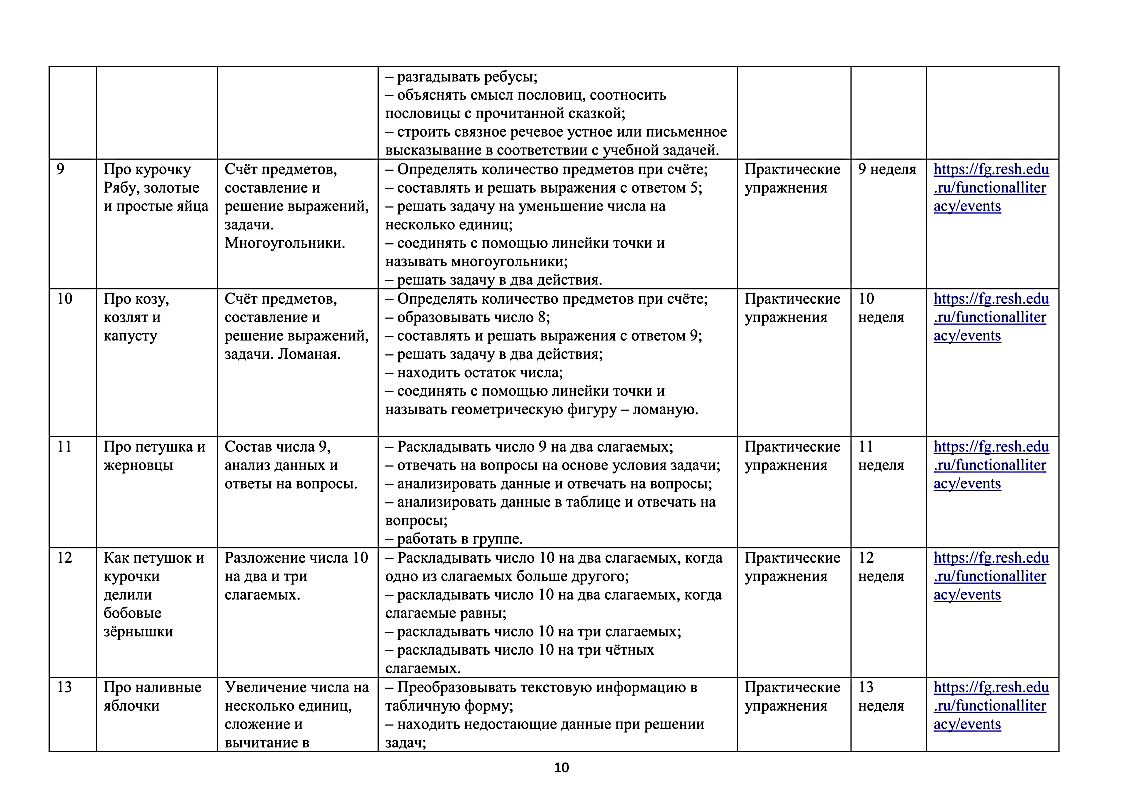 – разгадывать ребусы;
– объяснять смысл пословиц, соотносить
пословицы с прочитанной сказкой;
– строить связное речевое устное или письменное
высказывание в соответствии с учебной задачей.
9
Про курочку
Рябу, золотые
и простые яйца
Счёт предметов,
составление и
решение выражений,
задачи.
Многоугольники.
– Определять количество предметов при счёте;
– составлять и решать выражения с ответом 5;
– решать задачу на уменьшение числа на
несколько единиц;
– соединять с помощью линейки точки и
называть многоугольники;
– решать задачу в два действия.
Практические
упражнения
9 неделя
https://fg.resh.edu
.ru/functionalliter
acy/events
10
Про козу,
козлят и
капусту
Счёт предметов,
составление и
решение выражений,
задачи. Ломаная.
– Определять количество предметов при счёте;
– образовывать число 8;
– составлять и решать выражения с ответом 9;
– решать задачу в два действия;
– находить остаток числа;
– соединять с помощью линейки точки и
называть геометрическую фигуру – ломаную.
Практические
упражнения
10
неделя
https://fg.resh.edu
.ru/functionalliter
acy/events
11
Про петушка и
жерновцы
Состав числа 9,
анализ данных и
ответы на вопросы.
– Раскладывать число 9 на два слагаемых;
– отвечать на вопросы на основе условия задачи;
– анализировать данные и отвечать на вопросы;
– анализировать данные в таблице и отвечать на
вопросы;
– работать в группе.
Практические
упражнения
11
неделя
https://fg.resh.edu
.ru/functionalliter
acy/events
12
Как петушок и
курочки
делили
бобовые
зёрнышки
Разложение числа 10
на два и три
слагаемых.
– Раскладывать число 10 на два слагаемых, когда
одно из слагаемых больше другого;
– раскладывать число 10 на два слагаемых, когда
слагаемые равны;
– раскладывать число 10 на три слагаемых;
– раскладывать число 10 на три чётных
слагаемых.
Практические
упражнения
12
неделя
https://fg.resh.edu
.ru/functionalliter
acy/events
13
Про наливные
яблочки
Увеличение числа на
несколько единиц,
сложение и
вычитание в
– Преобразовывать текстовую информацию в
табличную форму;
– находить недостающие данные при решении
задач;
Практические
упражнения
13
неделя
https://fg.resh.edu
.ru/functionalliter
acy/events
10